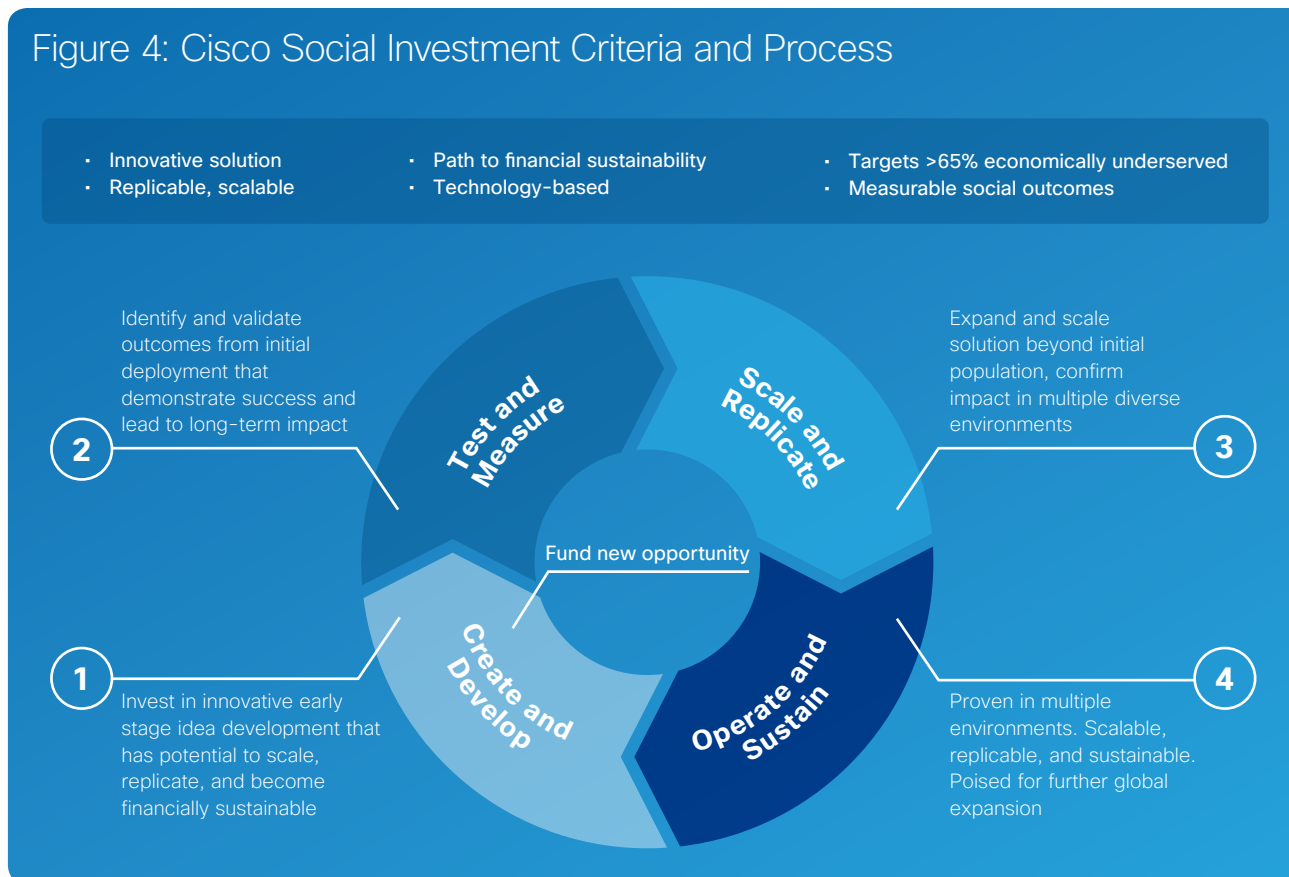 Figure 4: Cisco Social Investment Criteria and Process
· Innovative solution
· Replicable, scalable
· Path to financial sustainability
· Technology-based
· Targets >65% economically underserved
· Measurable social outcomes
Identify and validate
outcomes from initial
deployment that
demonstrate success and
lead to long-term impact
2
Test and
Measure
Scale and
Replicate
Expand and scale
solution beyond initial
population, confirm
impact in multiple diverse
environments
3
Fund new opportunity
1
Invest in innovative early
stage idea development that
has potential to scale,
replicate, and become
financially sustainable
Create and
Develop
Operate and
Sustain
4
Proven in multiple
environments. Scalable,
replicable, and sustainable.
Poised for further global
expansion